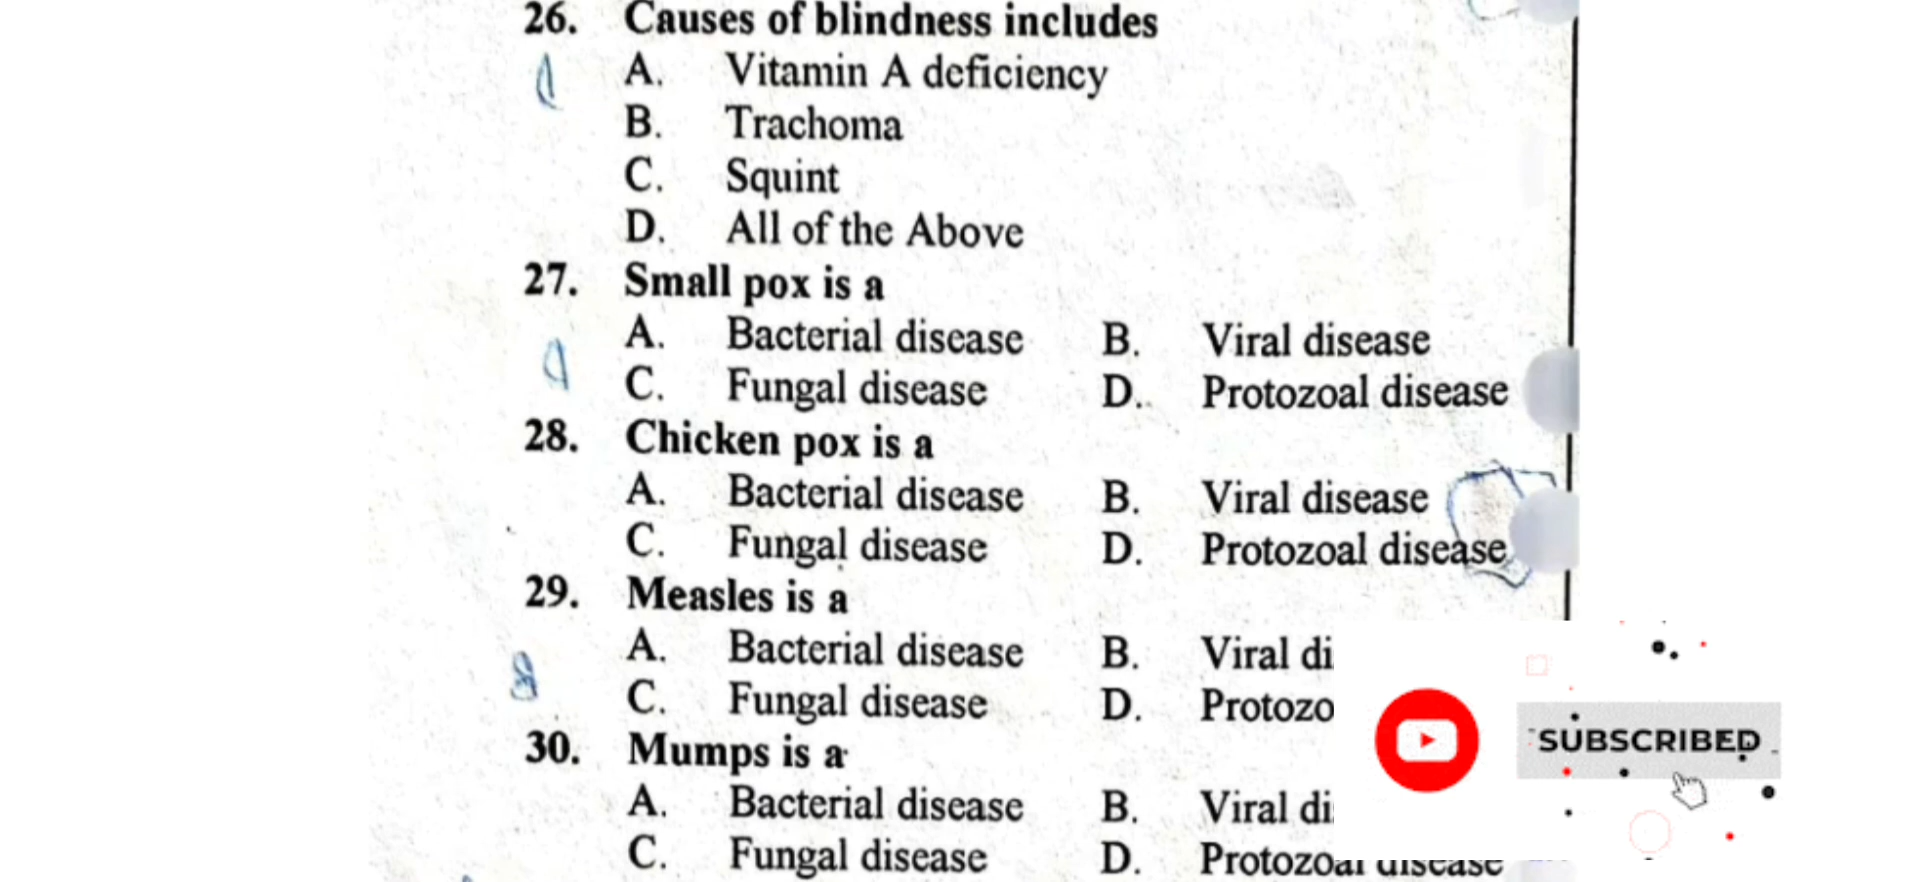 26. Causes of blindness includes
A. Vitamin A deficiency
B. Trachoma
C. Squint
D. All of the Above
27. Small pox is a
A. Bacterial disease B. Viral disease
C. Fungal disease D. Protozoal disease
28. Chicken pox is a
A. Bacterial disease B. Viral disease
C. Fungal disease D. Protozoal disease
29. Measles is a
A. Bacterial disease B. Viral di
C. Fungal disease D. Protozo
SUBSCRIBED
30. Mumps is a
A. Bacterial disease B. Viral di
C. Fungal disease D. Protozoal disease